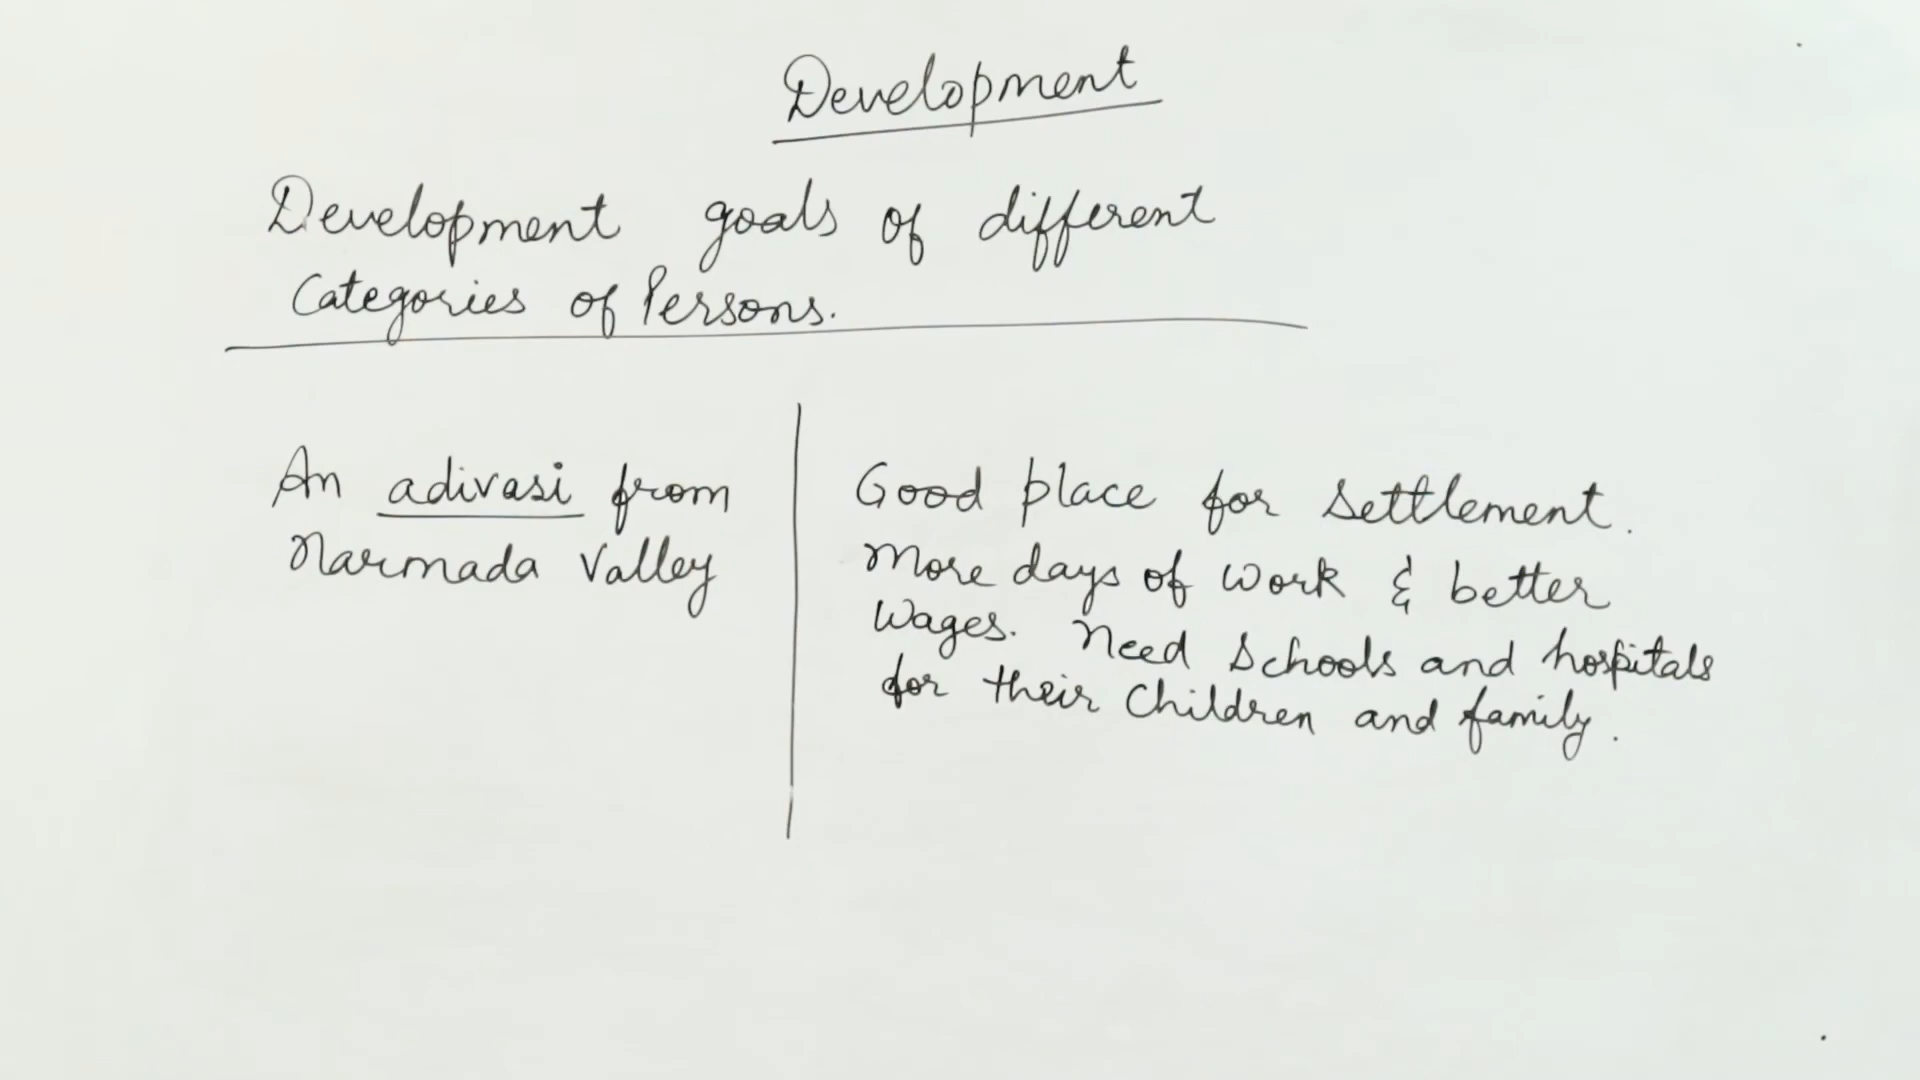 Development
Development goals of different
Categories of Persons.
An adivasi from
Narmada Valley
Good place for settlement.
More days of work & better
wages. Need schools and hospitals
for their Children and family.